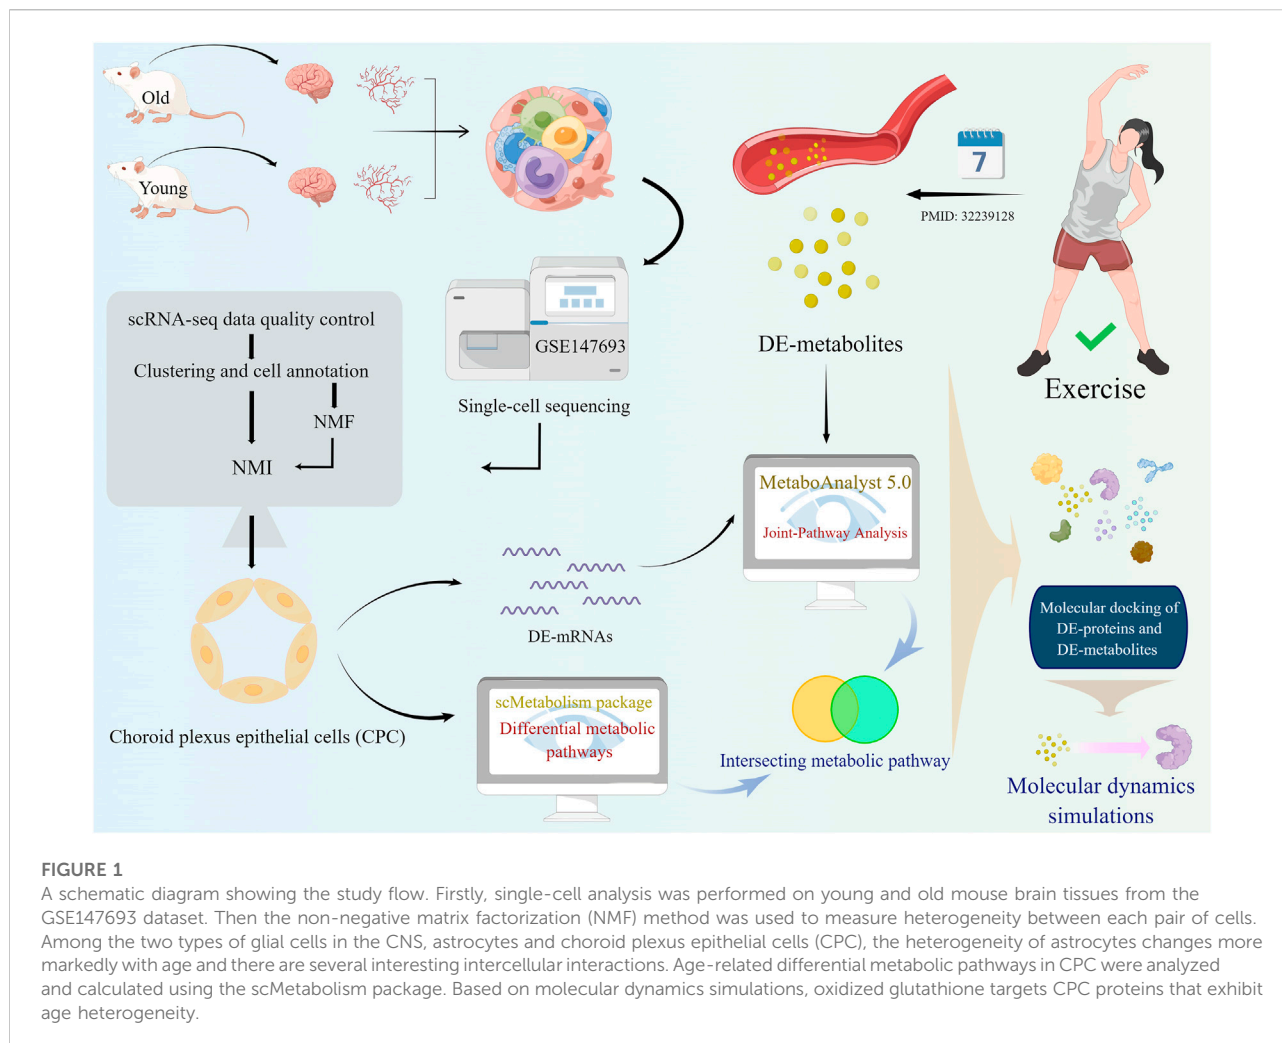 Old
Young
7
PMID: 32239128
scRNA-seq data quality control
Clustering and cell annotation
NMF
NMI
GSE147693
Single-cell sequencing
DE-metabolites
Exercise
MetaboAnalyst 5.0
Joint-Pathway Analysis
DE-mRNAs
Choroid plexus epithelial cells (CPC)
scMetabolism package
Differential metabolic
pathways
Intersecting metabolic pathway
Molecular docking of
DE-proteins and
DE-metabolites
Molecular dynamics
simulations
FIGURE 1
A schematic diagram showing the study flow. Firstly, single-cell analysis was performed on young and old mouse brain tissues from the
GSE147693 dataset. Then the non-negative matrix factorization (NMF) method was used to measure heterogeneity between each pair of cells.
Among the two types of glial cells in the CNS, astrocytes and choroid plexus epithelial cells (CPC), the heterogeneity of astrocytes changes more
markedly with age and there are several interesting intercellular interactions. Age-related differential metabolic pathways in CPC were analyzed
and calculated using the scMetabolism package. Based on molecular dynamics simulations, oxidized glutathione targets CPC proteins that exhibit
age heterogeneity.